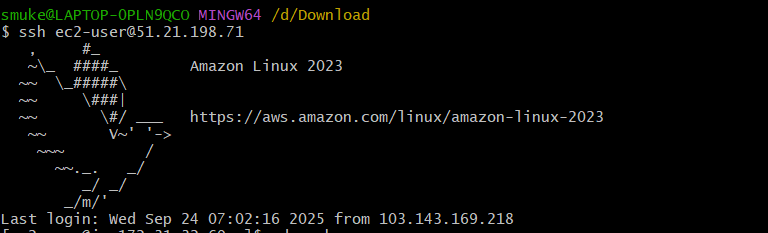 smuke@LAPTOP-0PLN9QCO MINGW64 /d/Download
$ ssh ec2-user@51.21.198.71
   ,     #_
   ~\_  ####_        Amazon Linux 2023
  ~~  \_#####\
  ~~     \###|
  ~~       \#/ ___   https://aws.amazon.com/linux/amazon-linux-2023
   ~~       V~' '->
    ~~~         /
      ~~._.   _/
         _/ _/
       _/m/'
Last login: Wed Sep 24 07:02:16 2025 from 103.143.169.218